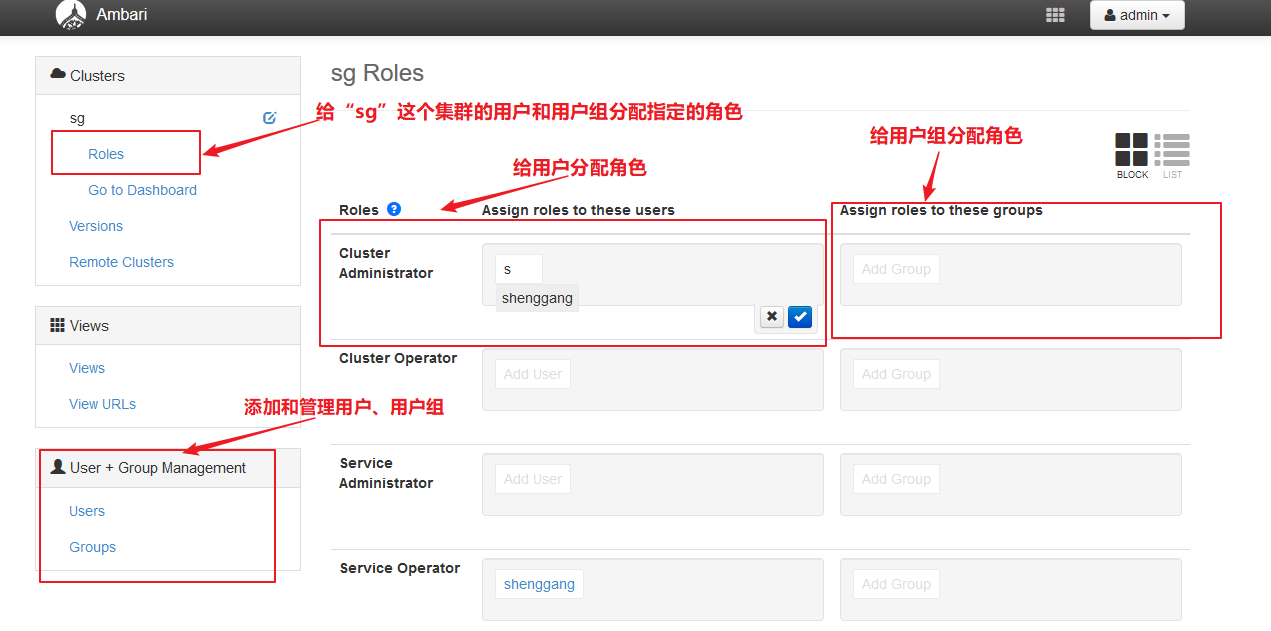 Ambari
admin
Clusters
sg
Roles
Go to Dashboard
Versions
Remote Clusters
Views
Views
View URLs
添加和管理用户、用户组
User + Group Management
Users
Groups
sg Roles
给“sg”这个集群的用户和用户组分配指定的角色
给用户组分配角色
给用户分配角色
BLOCK
LIST
Roles ?
Assign roles to these users
Assign roles to these groups
Cluster
Administrator
s
shenggang
Add Group
Cluster Operator
Add User
Add Group
Service
Administrator
Add User
Add Group
Service Operator
shenggang
Add Group